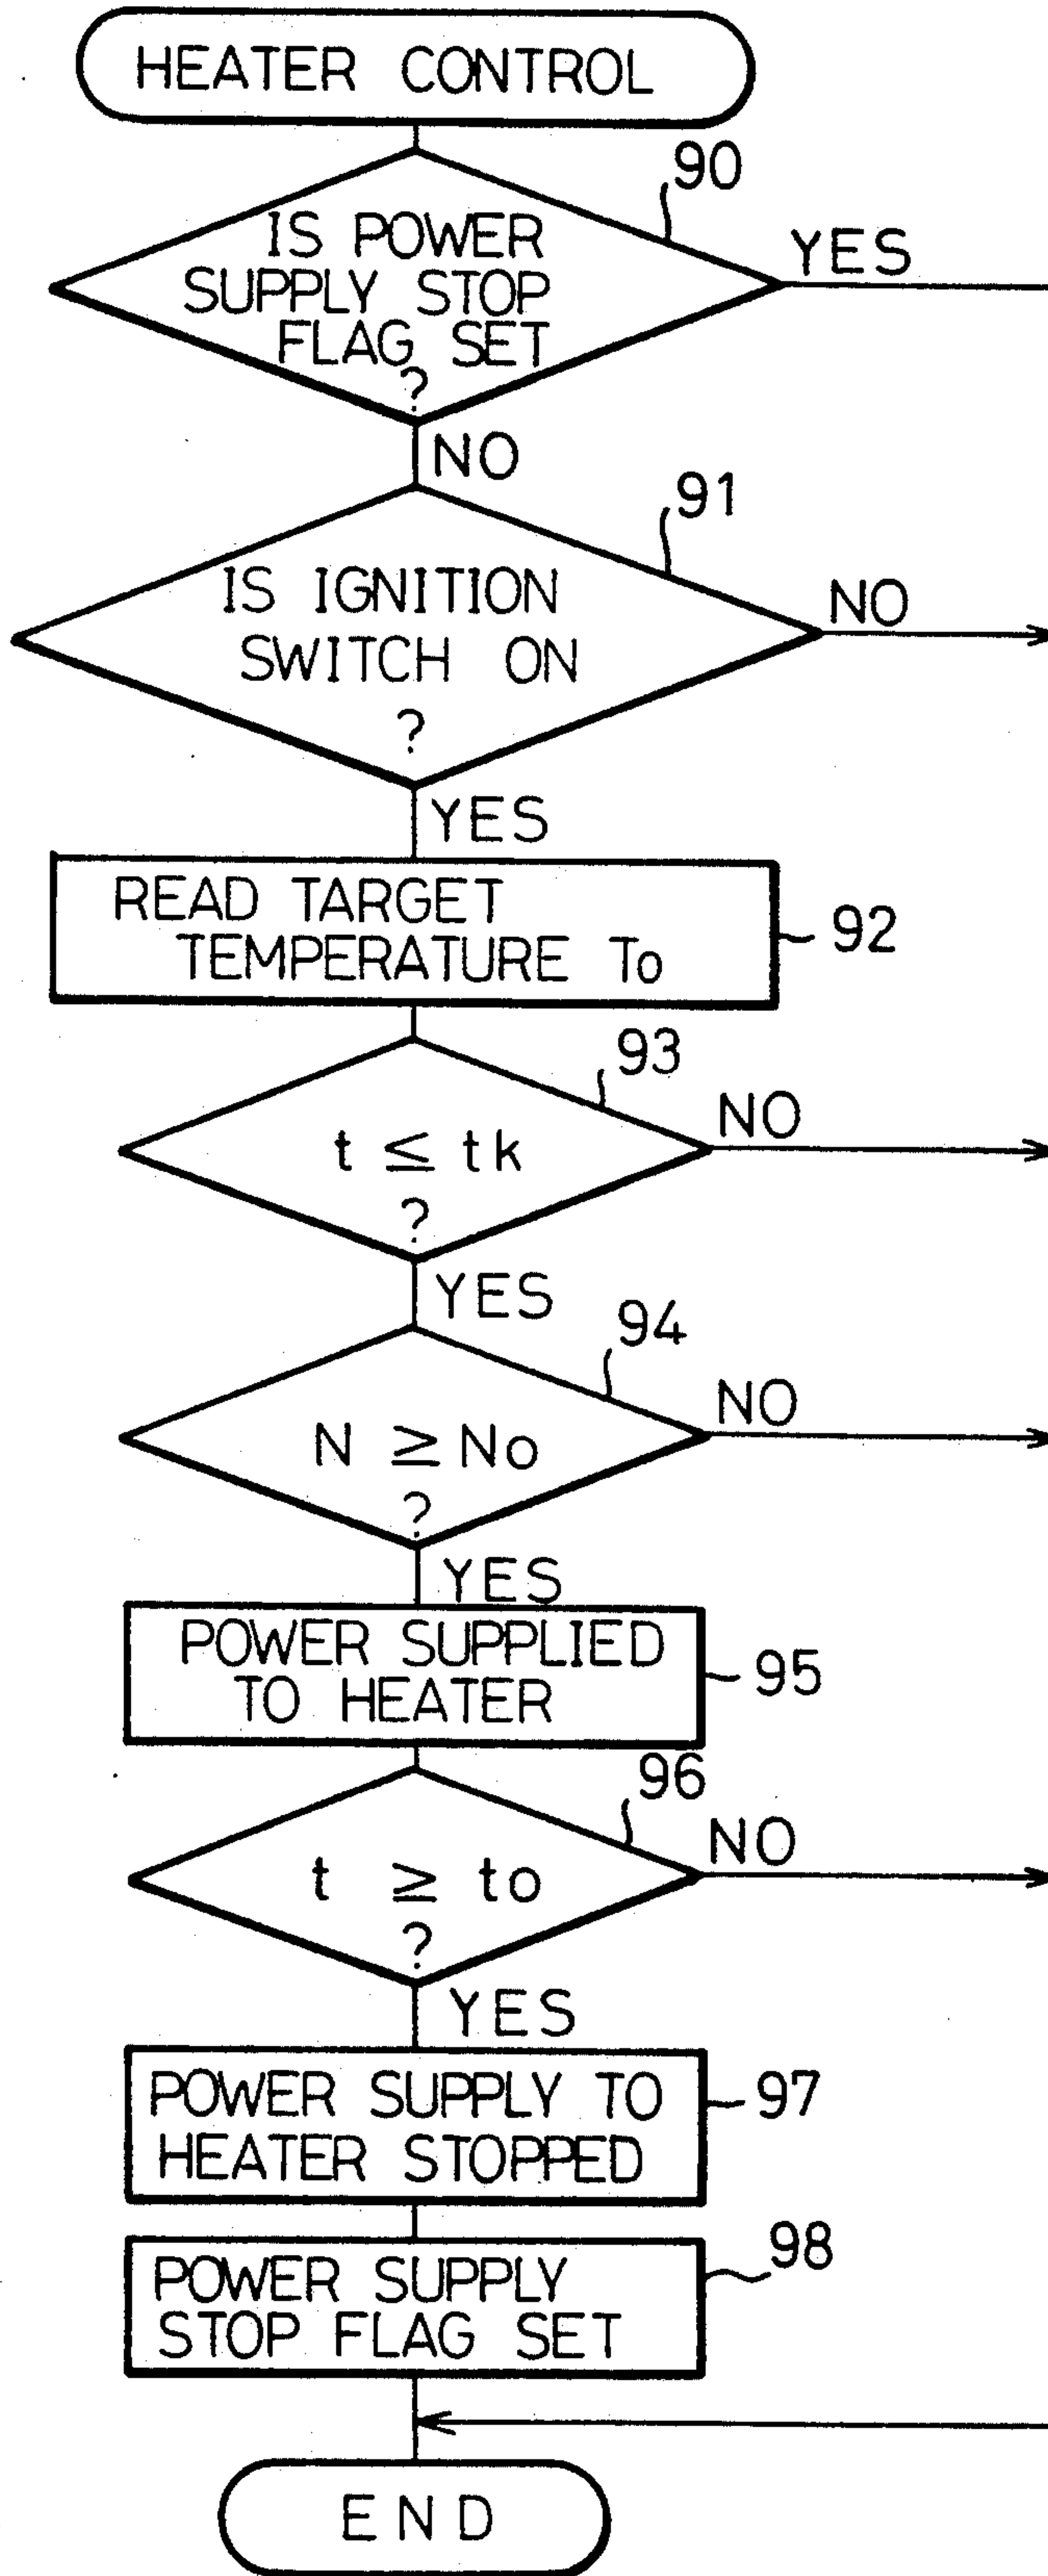 HEATER CONTROL
90
IS POWER
SUPPLY STOP
FLAG SET
?
YES
NO
91
IS IGNITION
SWITCH ON
?
NO
YES
READ TARGET
TEMPERATURE To
92
93
t ≤ tk
?
NO
YES
94
N ≥ No
?
NO
YES
POWER SUPPLIED
TO HEATER
95
96
t ≥ to
?
NO
YES
POWER SUPPLY TO
HEATER STOPPED
97
POWER SUPPLY
STOP FLAG SET
98
END